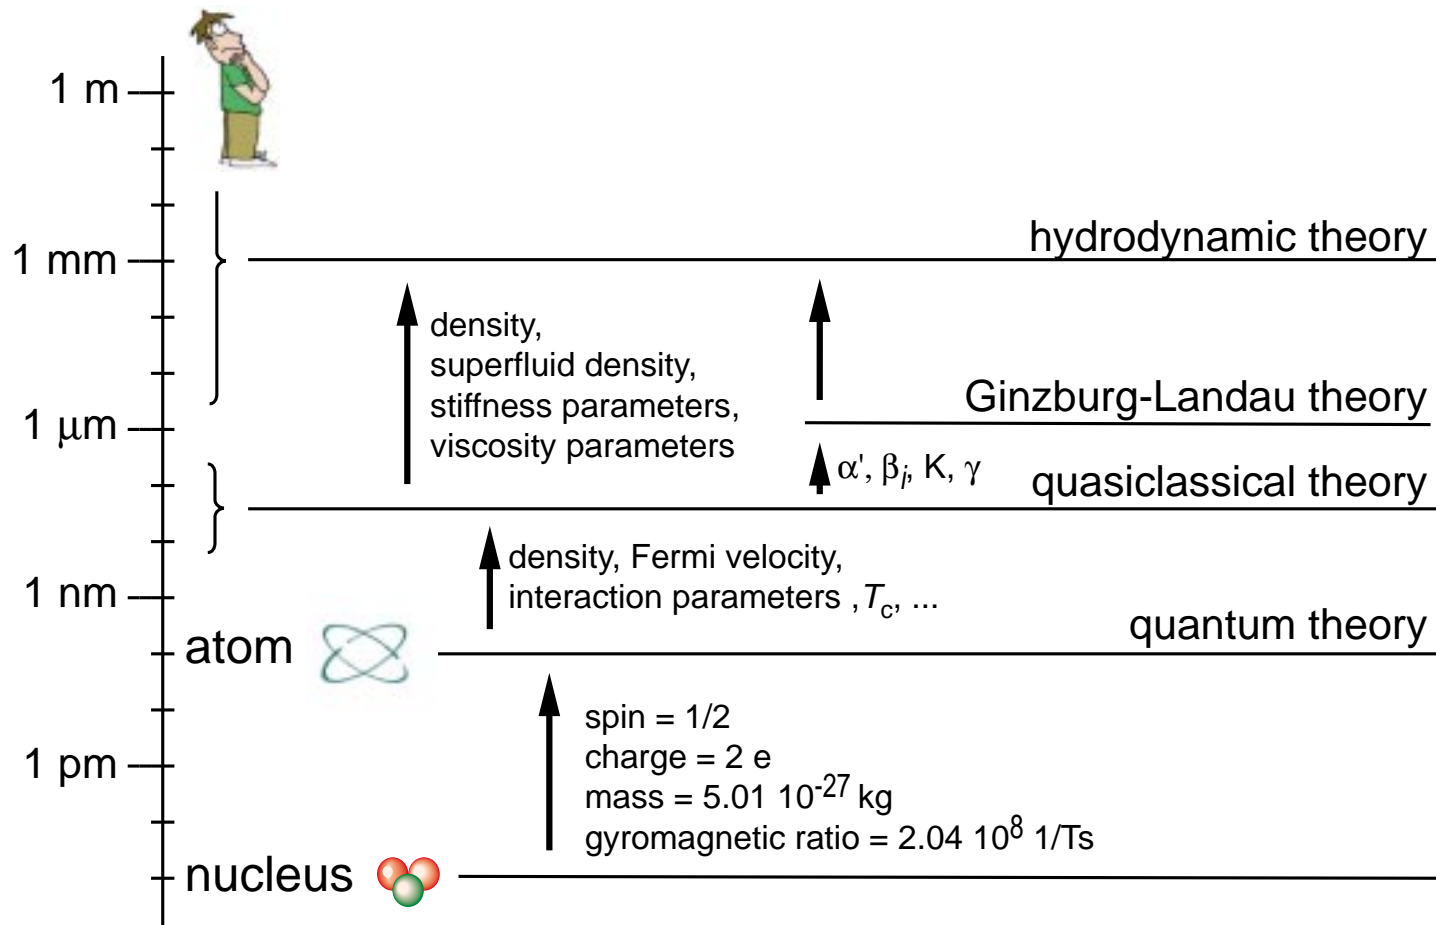 1 m
hydrodynamic theory
1 mm
density,
superfluid density,
stiffness parameters,
viscosity parameters
Ginzburg-Landau theory
1 μm
α', βi, K, γ
quasiclassical theory
density, Fermi velocity,
interaction parameters ,Tc, ...
1 nm
quantum theory
atom
spin = 1/2
charge = 2 e
mass = 5.01 10-27 kg
gyromagnetic ratio = 2.04 108 1/Ts
1 pm
nucleus